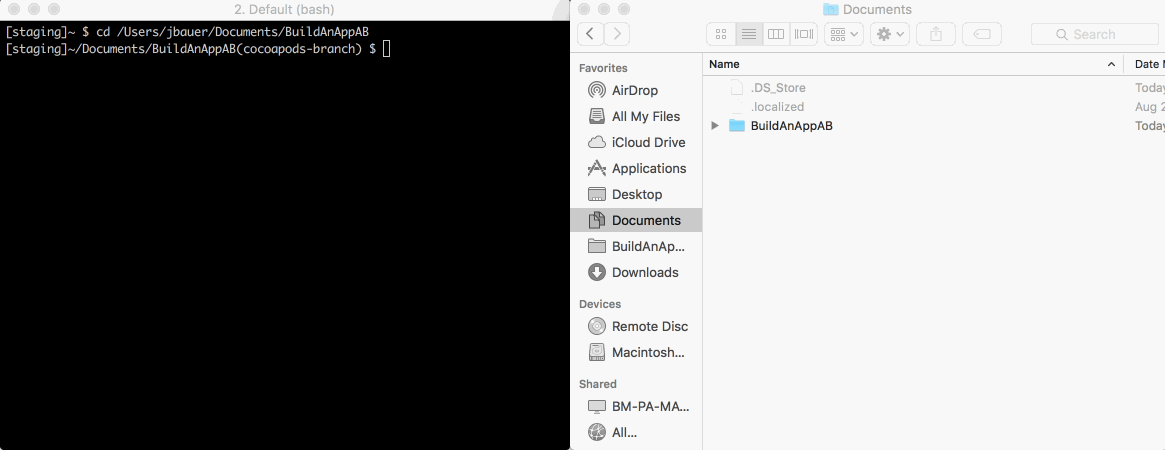 2. Default (bash)
[staging]~ $ cd /Users/jbauer/Documents/BuildAnAppAB
[staging]~/Documents/BuildAnAppAB(cocoapods-branch) $
Documents
Search
Favorites
AirDrop
All My Files
iCloud Drive
Applications
Desktop
Documents
BuildAnAp...
Downloads
Devices
Remote Disc
Macintosh...
Shared
BM-PA-MA...
All...
Name
Date M
.DS_Store
Today
.localized
Aug 2
BuildAnAppAB
Today